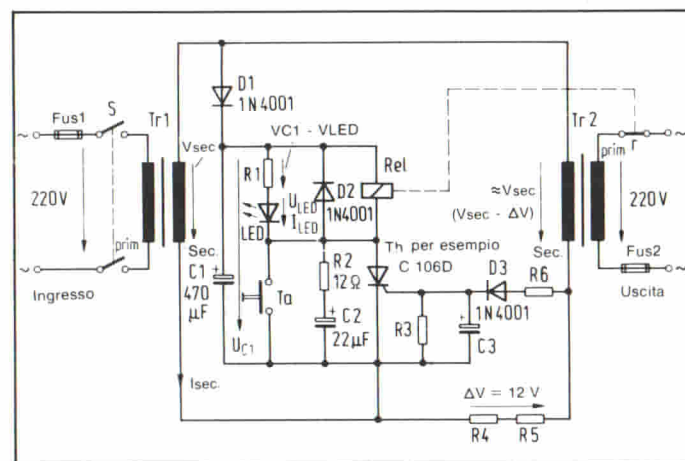 D1
1N4001
Fus1
S
Tr1
Vsec
VC1 - VLED
Tr2
prim
r
Rel
R1
D2
1N4001
ULED
ILED
LED
≈Vsec
(Vsec - ΔV)
220V
220V
prim
Sec.
C1
470
μF
Ta
R2
12Ω
C2
22μF
Th per esempio
C 106D
D3
1N4001
R6
Sec.
Fus2
Ingresso
Uscita
UC1
R3
C3
Isec.
ΔV = 12 V
R4
R5
+
+
+
~
~
~
~